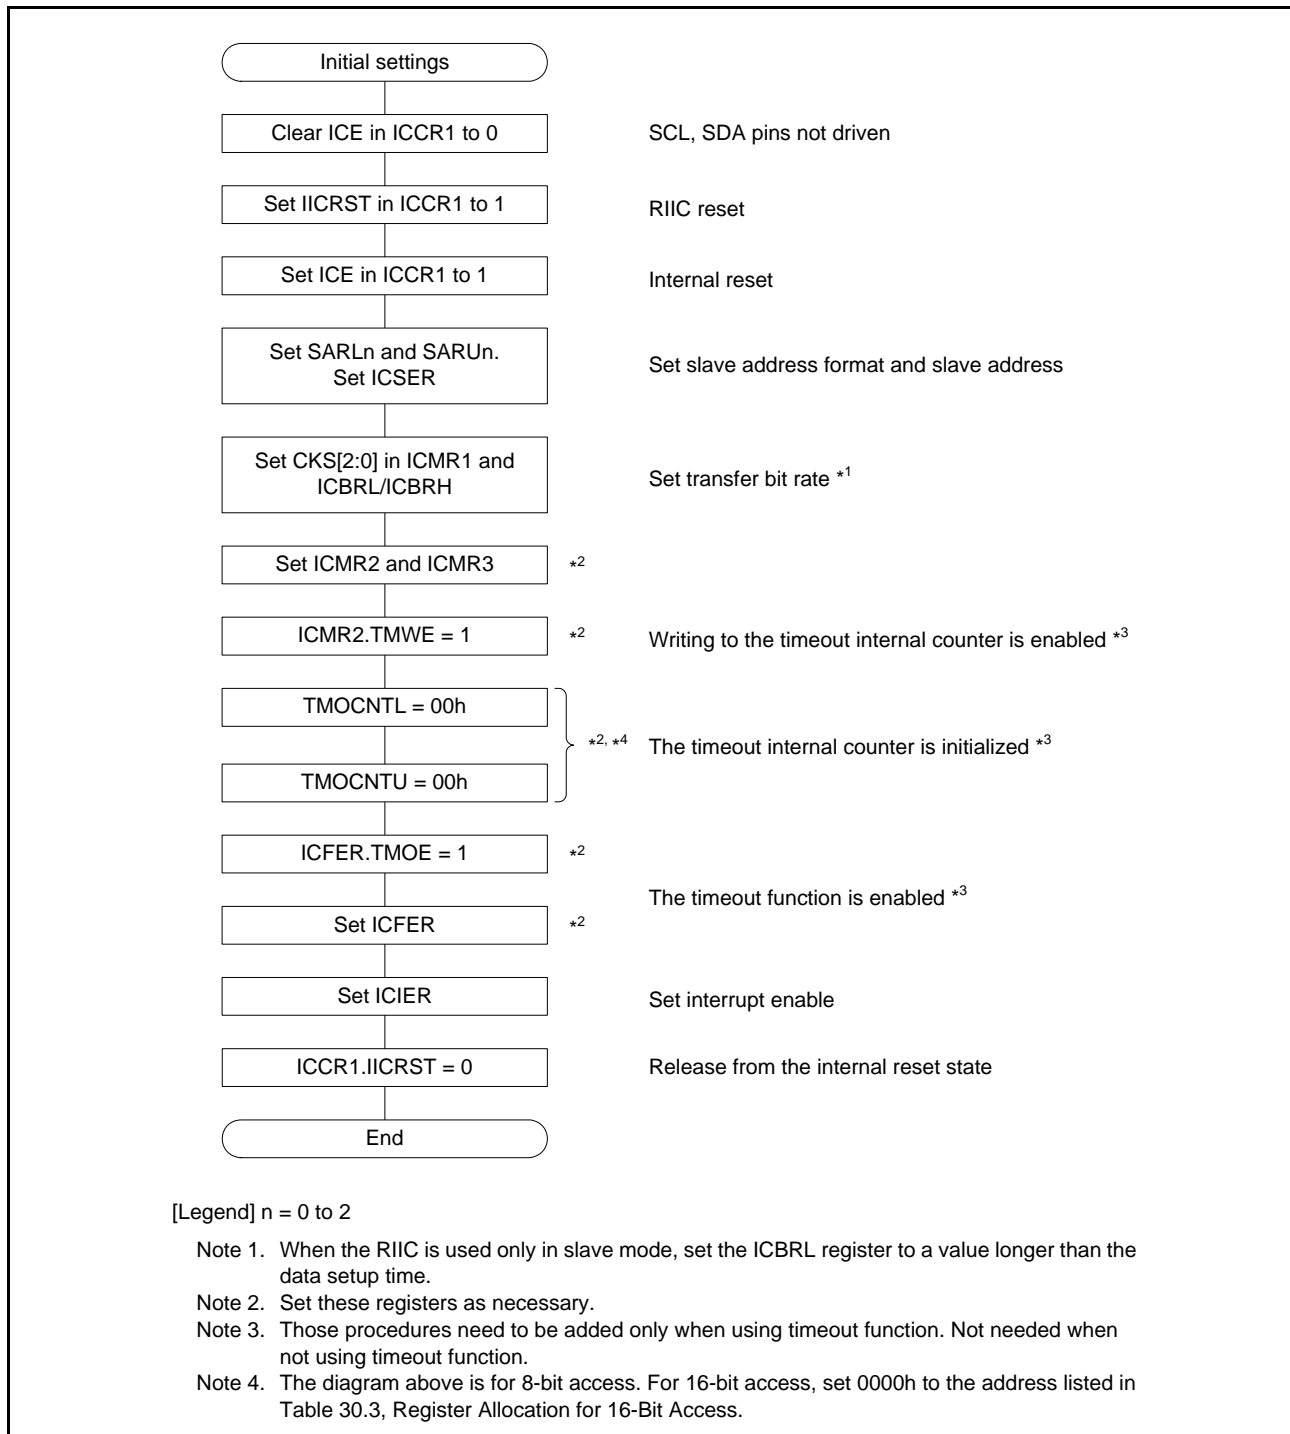 Initial settings
Clear ICE in ICCR1 to 0
SCL, SDA pins not driven
Set IICRST in ICCR1 to 1
RIIC reset
Set ICE in ICCR1 to 1
Internal reset
Set SARLn and SARUn.
Set ICSER
Set slave address format and slave address
Set CKS[2:0] in ICMR1 and
ICBRL/ICBRH
Set transfer bit rate *1
Set ICMR2 and ICMR3
*2
ICMR2.TMWE = 1
*2
Writing to the timeout internal counter is enabled *3
TMOCNTL = 00h
*2, *4
The timeout internal counter is initialized *3
TMOCNTU = 00h
ICFER.TMOE = 1
*2
The timeout function is enabled *3
Set ICFER
*2
Set ICIER
Set interrupt enable
ICCR1.IICRST = 0
Release from the internal reset state
End
[Legend] n = 0 to 2
Note 1. When the RIIC is used only in slave mode, set the ICBRL register to a value longer than the
data setup time.
Note 2. Set these registers as necessary.
Note 3. Those procedures need to be added only when using timeout function. Not needed when
not using timeout function.
Note 4. The diagram above is for 8-bit access. For 16-bit access, set 0000h to the address listed in
Table 30.3, Register Allocation for 16-Bit Access.